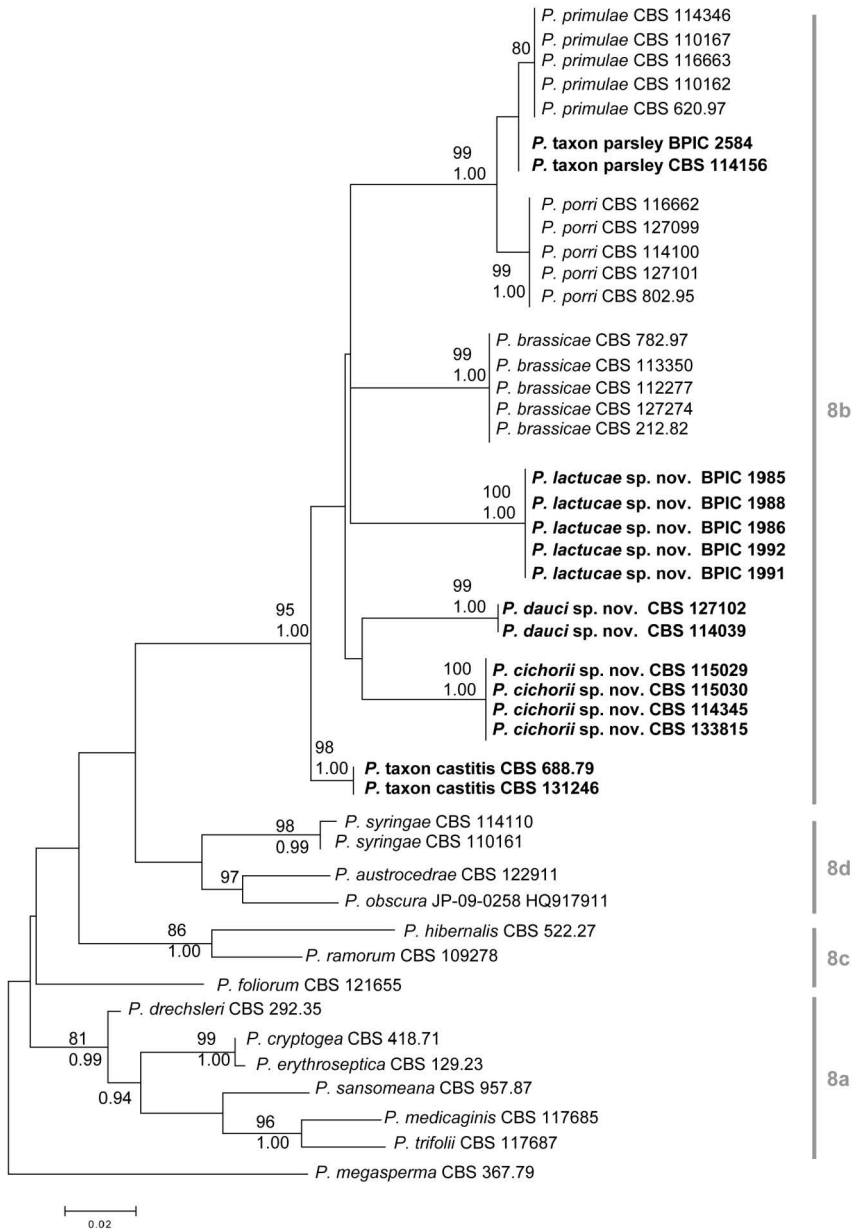 P. primulae CBS 114346
P. primulae CBS 110167
80
P. primulae CBS 116663
P. primulae CBS 110162
P. primulae CBS 620.97
P. taxon parsley BPIC 2584
99
P. taxon parsley CBS 114156
1.00
P. porri CBS 116662
P. porri CBS 127099
P. porri CBS 114100
99
P. porri CBS 127101
1.00
P. porri CBS 802.95
P. brassicae CBS 782.97
99
P. brassicae CBS 113350
1.00
P. brassicae CBS 112277
P. brassicae CBS 127274
8b
P. brassicae CBS 212.82
P. lactucae sp. nov. BPIC 1985
100
P. lactucae sp. nov. BPIC 1988
1.00
P. lactucae sp. nov. BPIC 1986
P. lactucae sp. nov. BPIC 1992
P. lactucae sp. nov. BPIC 1991
99
1.00
P. dauci sp. nov. CBS 127102
95
P. dauci sp. nov. CBS 114039
1.00
100
P. cichorii sp. nov. CBS 115029
1.00
P. cichorii sp. nov. CBS 115030
P. cichorii sp. nov. CBS 114345
P. cichorii sp. nov. CBS 133815
98
1.00
P. taxon castitis CBS 688.79
P. taxon castitis CBS 131246
98
P. syringae CBS 114110
0.99
P. syringae CBS 110161
8d
97
P. austrocedrae CBS 122911
P. obscura JP-09-0258 HQ917911
86
P. hibernalis CBS 522.27
1.00
P. ramorum CBS 109278
8c
P. foliorum CBS 121655
P. drechsleri CBS 292.35
81
99
P. cryptogea CBS 418.71
0.99
1.00
P. erythroseptica CBS 129.23
8a
0.94
P. sansomeana CBS 957.87
96
P. medicaginis CBS 117685
1.00
P. trifolii CBS 117687
P. megasperma CBS 367.79
0.02